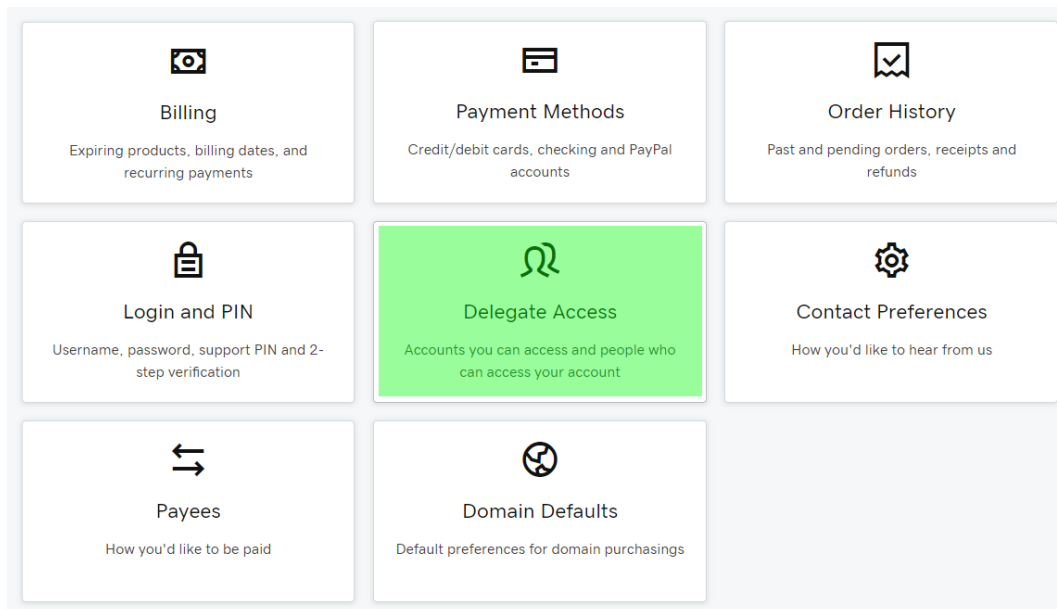 Billing
Expiring products, billing dates, and
recurring payments
Payment Methods
Credit/debit cards, checking and PayPal
accounts
Order History
Past and pending orders, receipts and
refunds
Login and PIN
Username, password, support PIN and 2-
step verification
Delegate Access
Accounts you can access and people who
can access your account
Contact Preferences
How you'd like to hear from us
Payees
How you'd like to be paid
Domain Defaults
Default preferences for domain purchasings